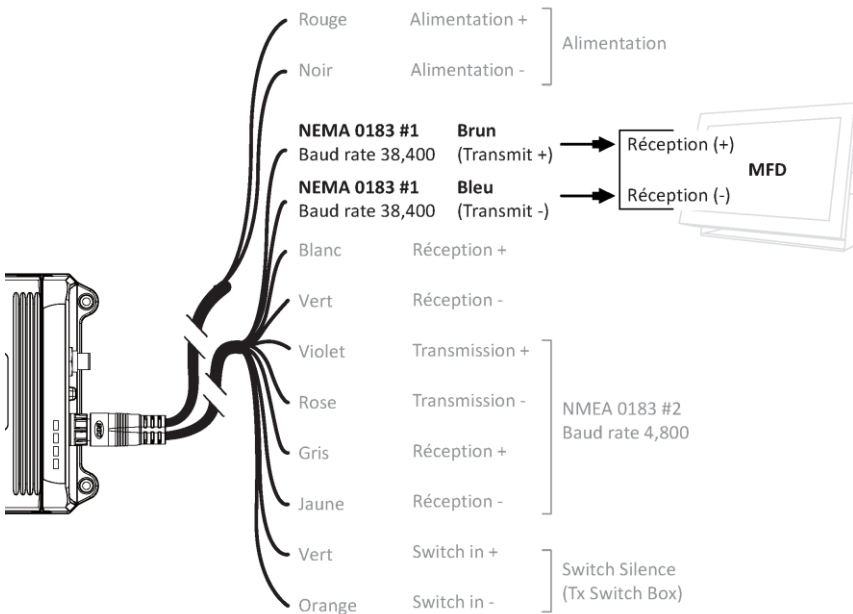 Rouge Alimentation +
Alimentation
Noir Alimentation -
NEMA 0183 #1 Brun
Baud rate 38,400 (Transmit +)
Réception (+)
MFD
NEMA 0183 #1 Bleu
Baud rate 38,400 (Transmit -)
Réception (-)
Blanc Réception +
Vert Réception -
Violet Transmission +
Rose Transmission -
NMEA 0183 #2
Baud rate 4,800
Gris Réception +
Jaune Réception -
Vert Switch in +
Switch Silence
(Tx Switch Box)
Orange Switch in -